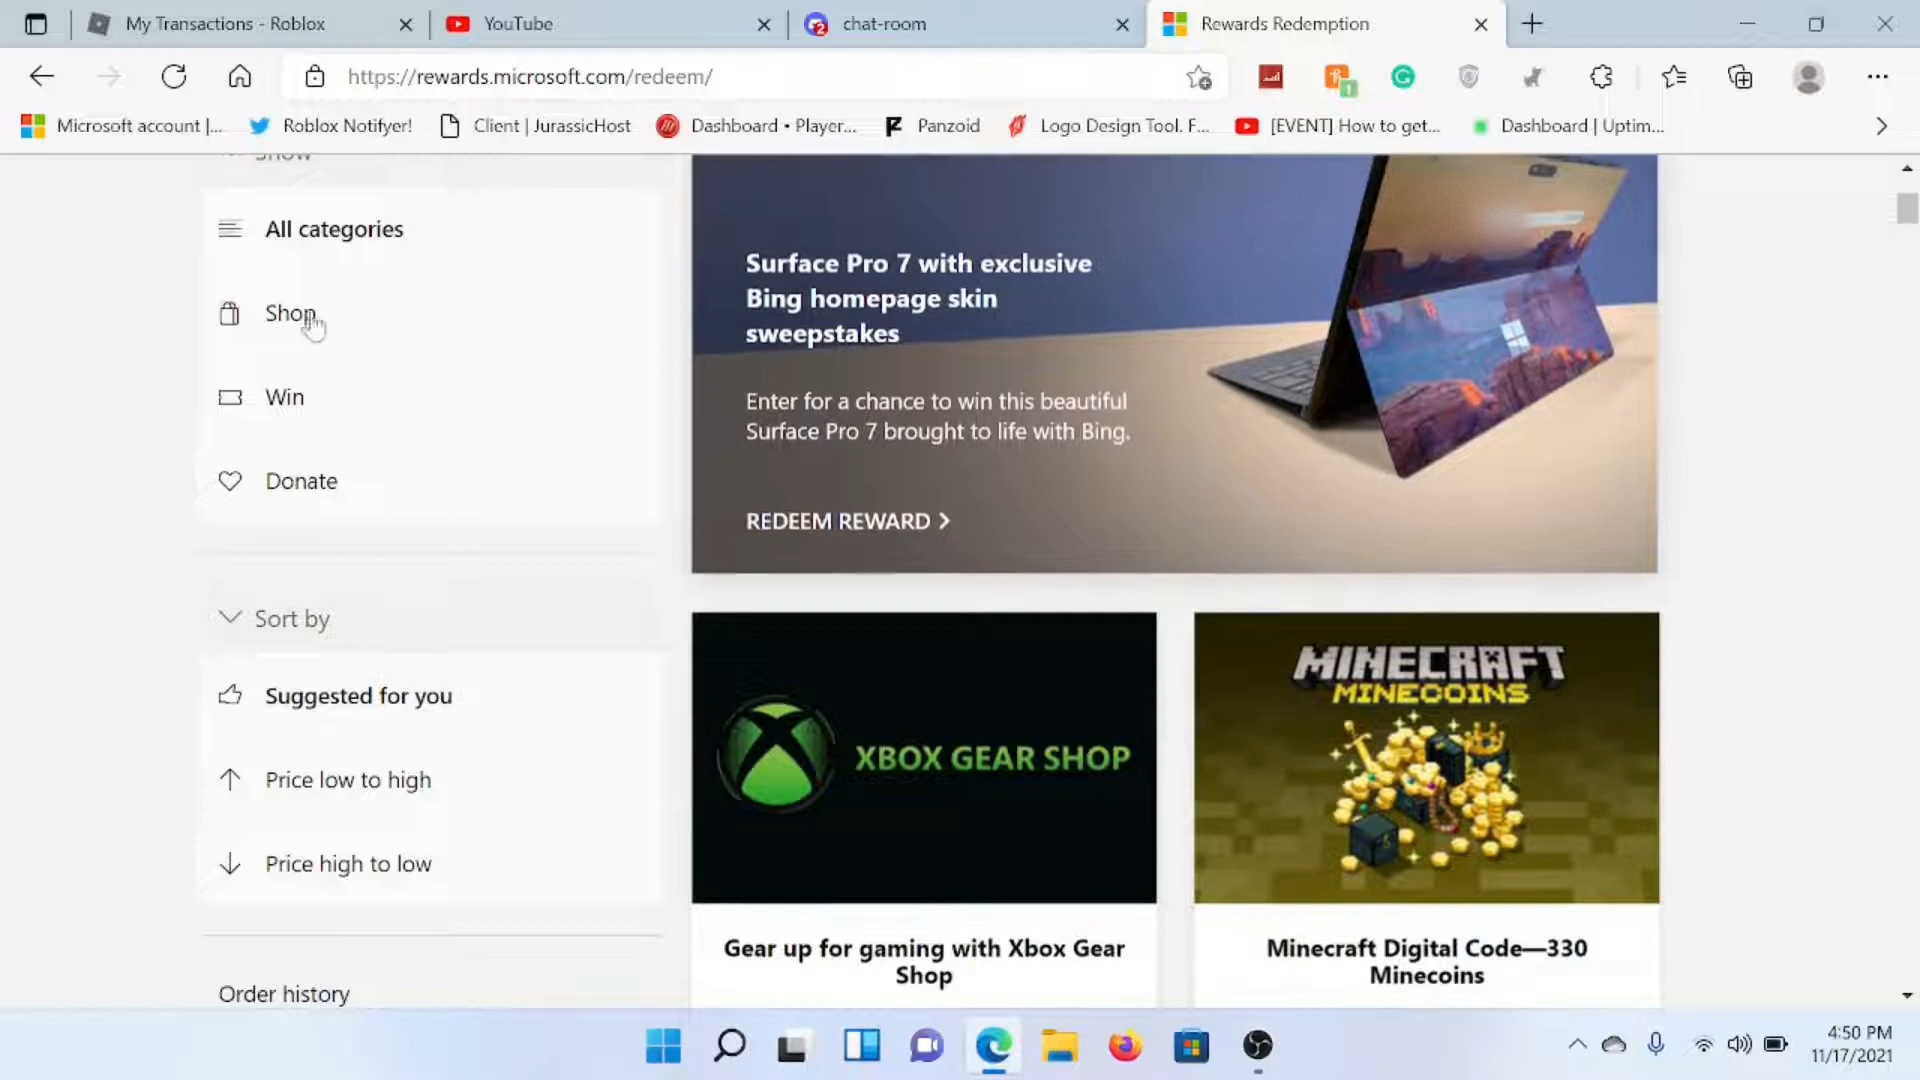 My Transactions - Roblox
YouTube
chat-room
Rewards Redemption
https://rewards.microsoft.com/redeem/
Microsoft account |...
Roblox Notifyer!
Client | JurassicHost
Dashboard • Player...
Panzoid
Logo Design Tool. F...
[EVENT] How to get...
Dashboard | Uptim...
Show
All categories
Shop
Win
Donate
Sort by
Suggested for you
Price low to high
Price high to low
Order history
Surface Pro 7 with exclusive
Bing homepage skin
sweepstakes
Enter for a chance to win this beautiful
Surface Pro 7 brought to life with Bing.
REDEEM REWARD
XBOX GEAR SHOP
Gear up for gaming with Xbox Gear
Shop
MINECRAFT
MINECOINS
Minecraft Digital Code—330
Minecoins
4:50 PM
11/17/2021